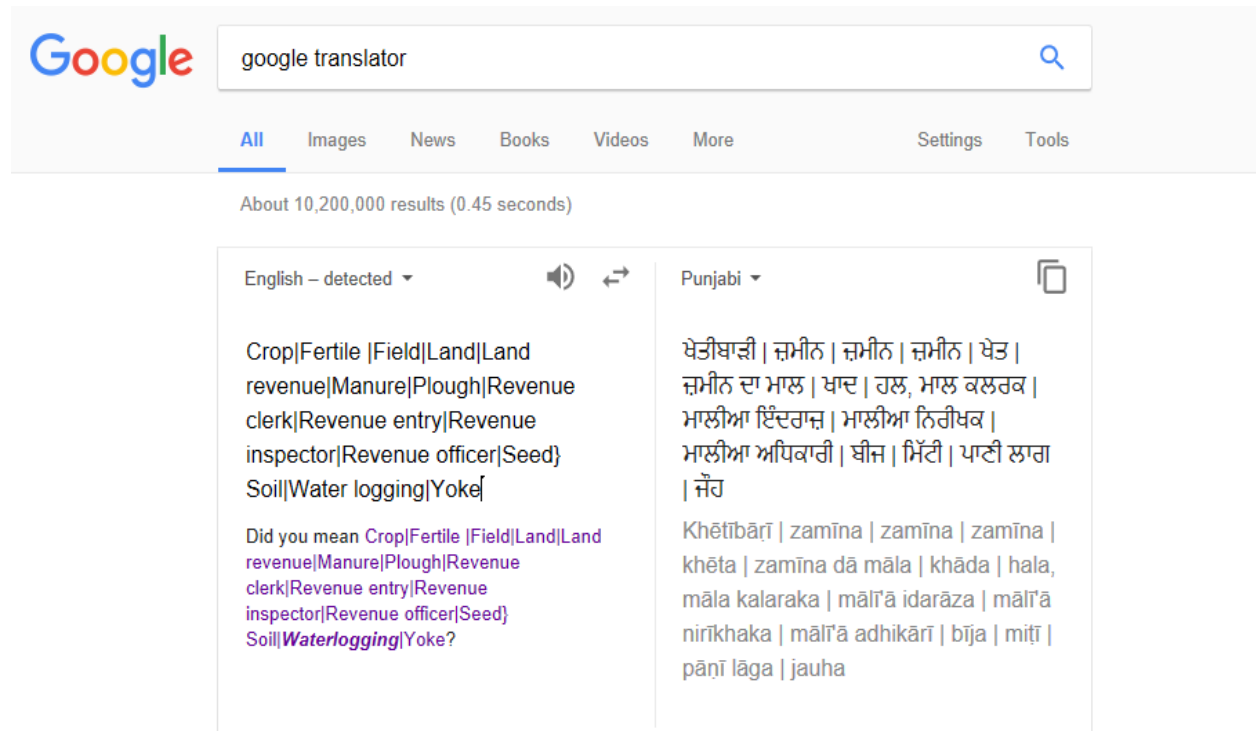 Google
google translator
All Images News Books Videos More Settings Tools
About 10,200,000 results (0.45 seconds)
English – detected
Crop|Fertile |Field|Land|Land
revenue|Manure|Plough|Revenue
clerk|Revenue entry|Revenue
inspector|Revenue officer|Seed}
Soil|Water logging|Yoke
Did you mean Crop|Fertile |Field|Land|Land
revenue|Manure|Plough|Revenue
clerk|Revenue entry|Revenue
inspector|Revenue officer|Seed}
Soil|Waterlogging|Yoke?
Punjabi
ਖੇਤੀਬਾੜੀ | ਜ਼ਮੀਨ | ਜ਼ਮੀਨ | ਜ਼ਮੀਨ | ਖੇਤ |
ਜ਼ਮੀਨ ਦਾ ਮਾਲ | ਖਾਦ | ਹਲ, ਮਾਲ ਕਲਰਕ |
ਮਾਲੀਆ ਇੰਦਰਾਜ਼ | ਮਾਲੀਆ ਨਿਰੀਖਕ |
ਮਾਲੀਆ ਅਧਿਕਾਰੀ | ਬੀਜ | ਮਿੱਟੀ | ਪਾਣੀ ਲਾਗ
| ਜੌਹ
Khētībāṛī | zamīna | zamīna | zamīna |
khēta | zamīna dā māla | khāda | hala,
māla kalaraka | mālī'ā idarāza | mālī'ā
nirīkhaka | mālī'ā adhikārī | bīja | miṭī |
pāṇī lāga | jauha